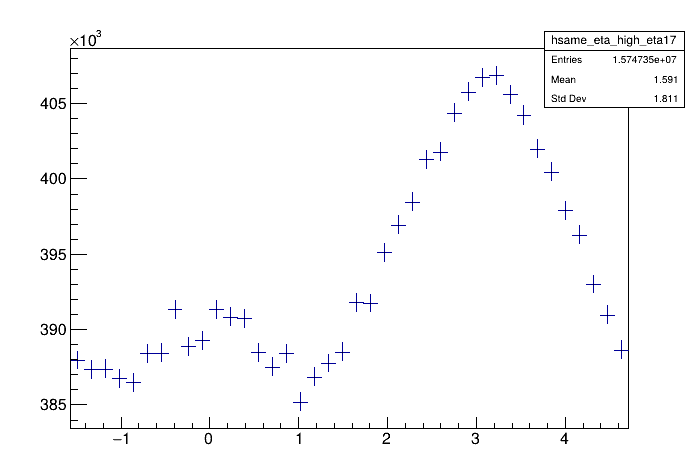 ×10³
hsame_eta_high_eta17
Entries 1.574735e+07
Mean 1.591
Std Dev 1.811
405
400
395
390
385
−1 0 1 2 3 4